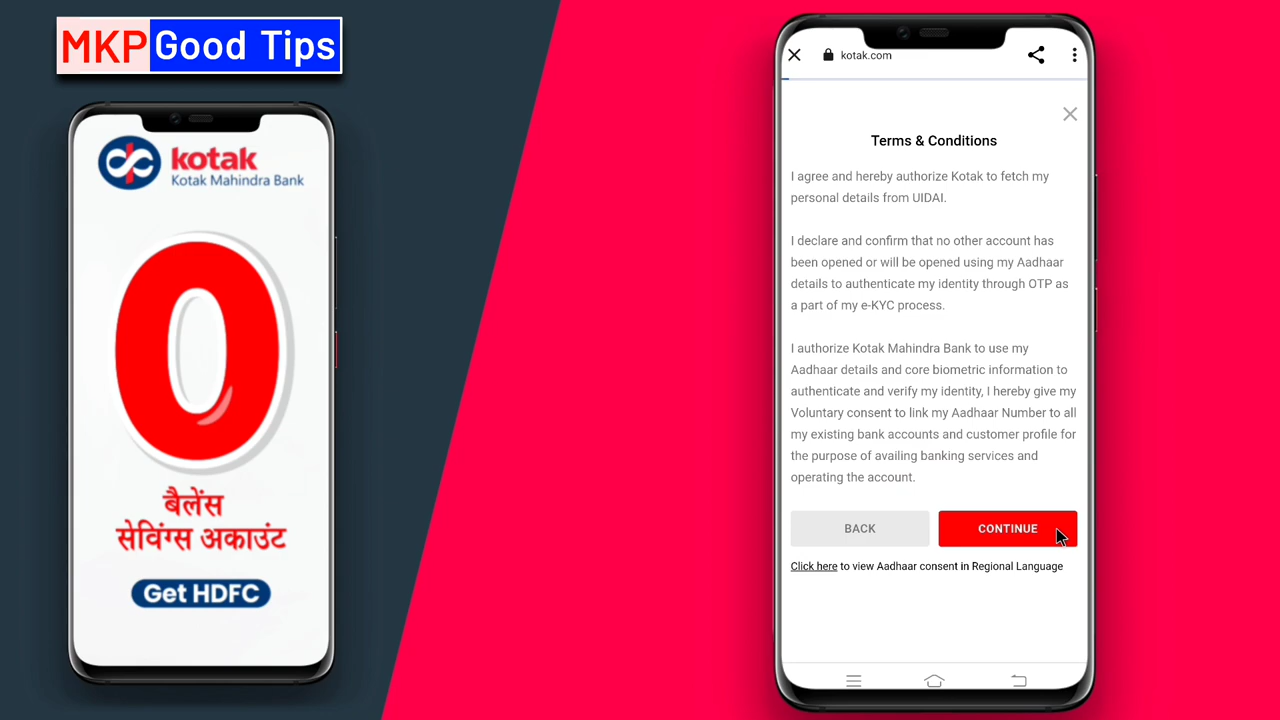 MKP Good Tips
kotak
Kotak Mahindra Bank
0
बैलेंस
सेविंग्स अकाउंट
Get HDFC
kotak.com
Terms & Conditions
I agree and hereby authorize Kotak to fetch my
personal details from UIDAI.
I declare and confirm that no other account has
been opened or will be opened using my Aadhaar
details to authenticate my identity through OTP as
a part of my e-KYC process.
I authorize Kotak Mahindra Bank to use my
Aadhaar details and core biometric information to
authenticate and verify my identity, I hereby give my
Voluntary consent to link my Aadhaar Number to all
my existing bank accounts and customer profile for
the purpose of availing banking services and
operating the account.
BACK
CONTINUE
Click here to view Aadhaar consent in Regional Language